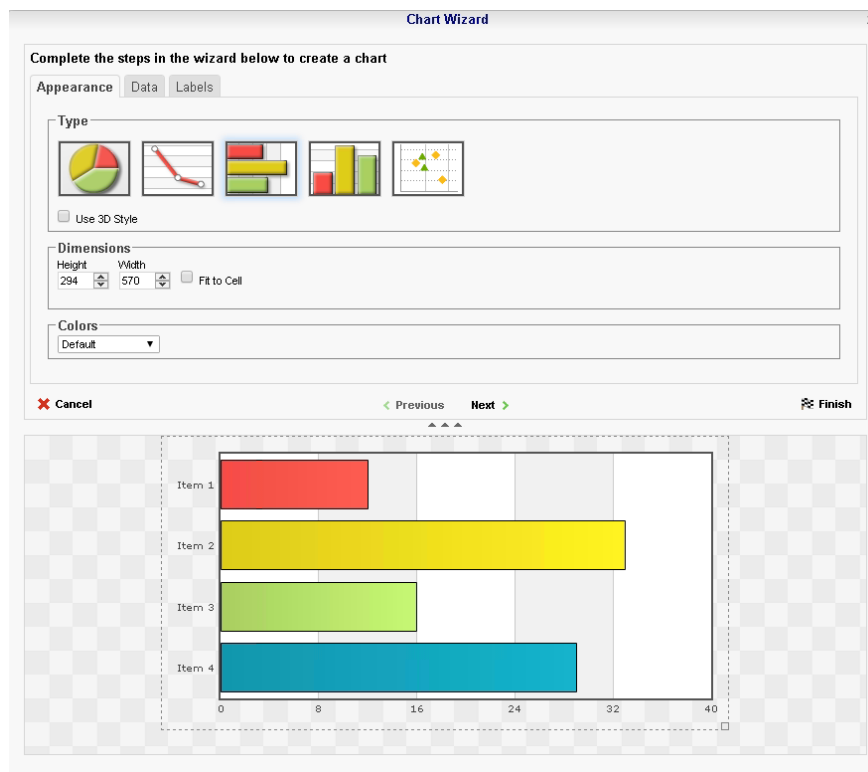 Chart Wizard
Complete the steps in the wizard below to create a chart
Appearance Data Labels
Type
Use 3D Style
Dimensions
Height Width
294 570 Fit to Cell
Colors
Default
Cancel Previous Next Finish
Item 1
Item 2
Item 3
Item 4
0 8 16 24 32 40